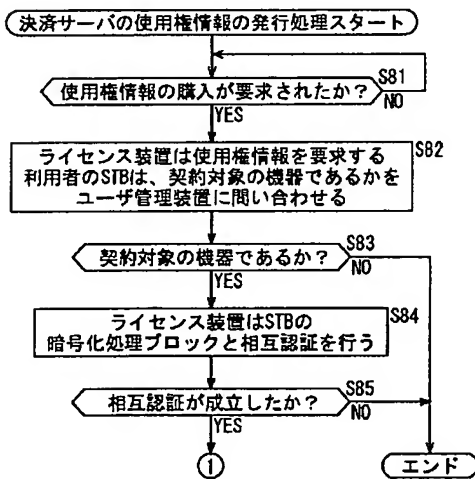 決済サーバの使用権情報の発行処理スタート
S81
使用権情報の購入が要求されたか?
NO
YES
S82
ライセンス装置は使用権情報を要求する
利用者のSTBは、契約対象の機器であるかを
ユーザ管理装置に問い合わせる
S83
契約対象の機器であるか?
NO
YES
S84
ライセンス装置はSTBの
暗号化処理ブロックと相互認証を行う
S85
相互認証が成立したか?
NO
YES
①
エンド